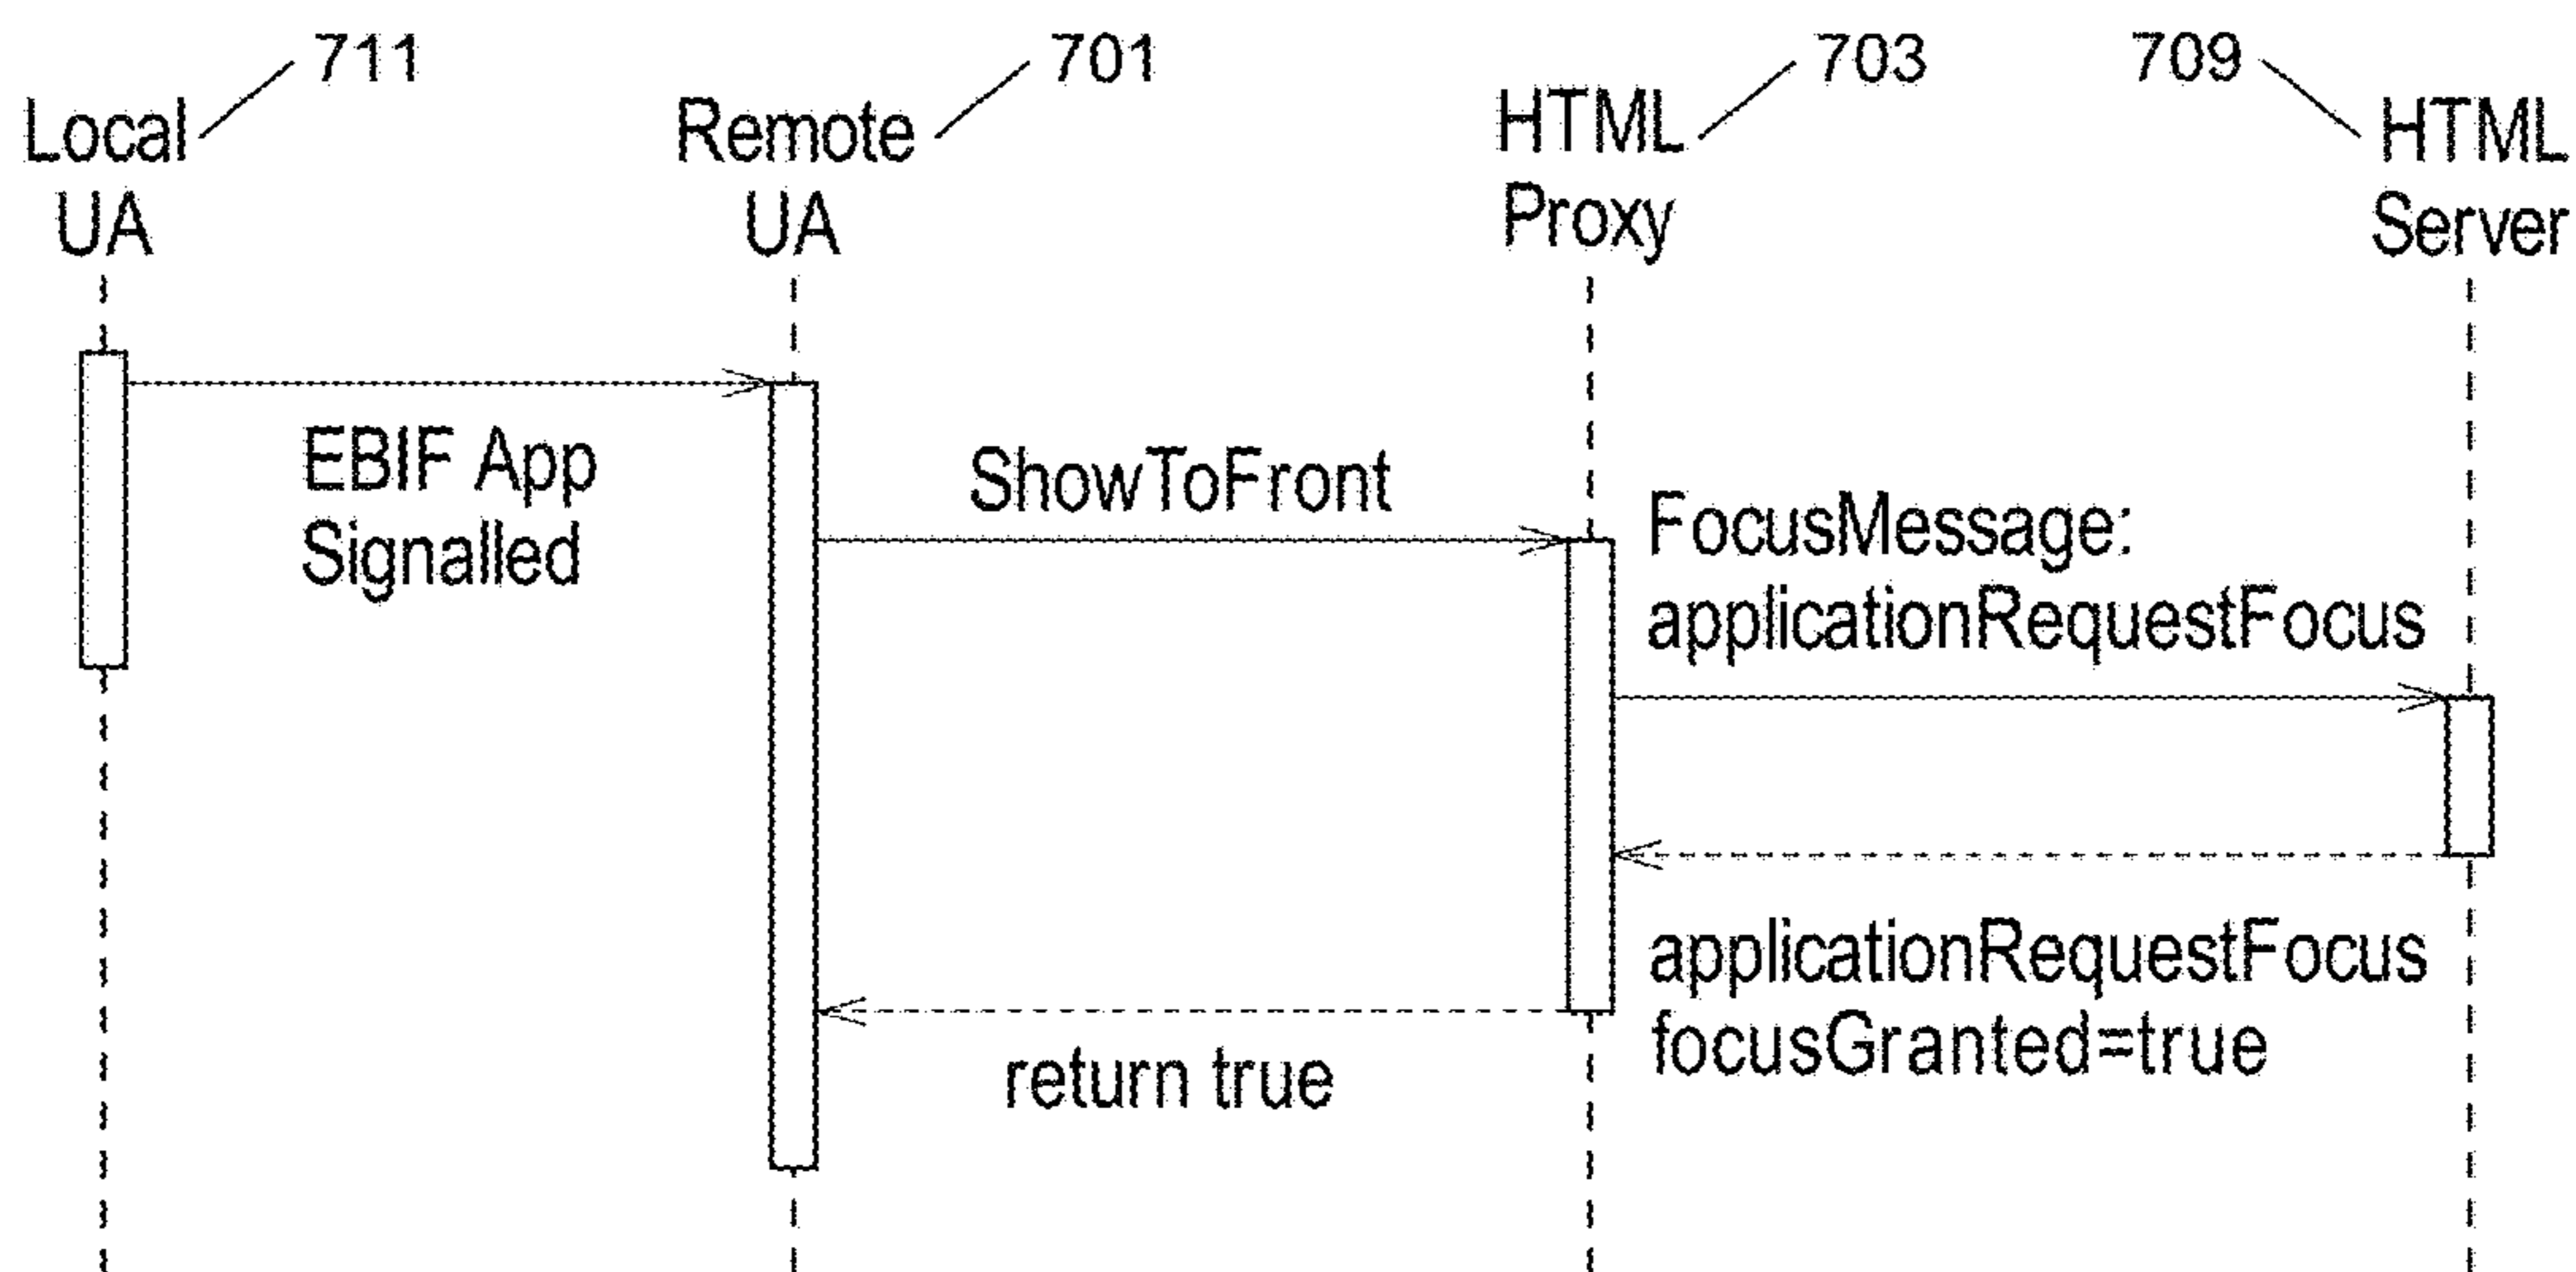 711
701
703
709
Local
UA
Remote
UA
HTML
Proxy
HTML
Server
EBIF App
Signalled
ShowToFront
FocusMessage:
applicationRequestFocus
applicationRequestFocus
focusGranted=true
return true